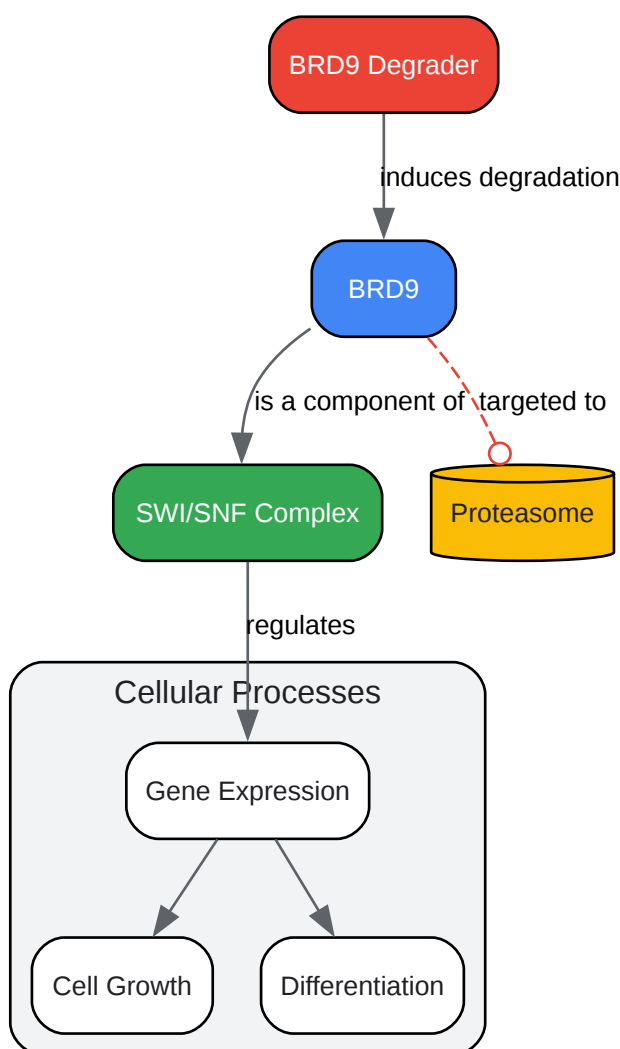 BRD9 Degrader
induces degradation
BRD9
is a component of
targeted to
SWI/SNF Complex
Proteasome
regulates
Cellular Processes
Gene Expression
Cell Growth
Differentiation